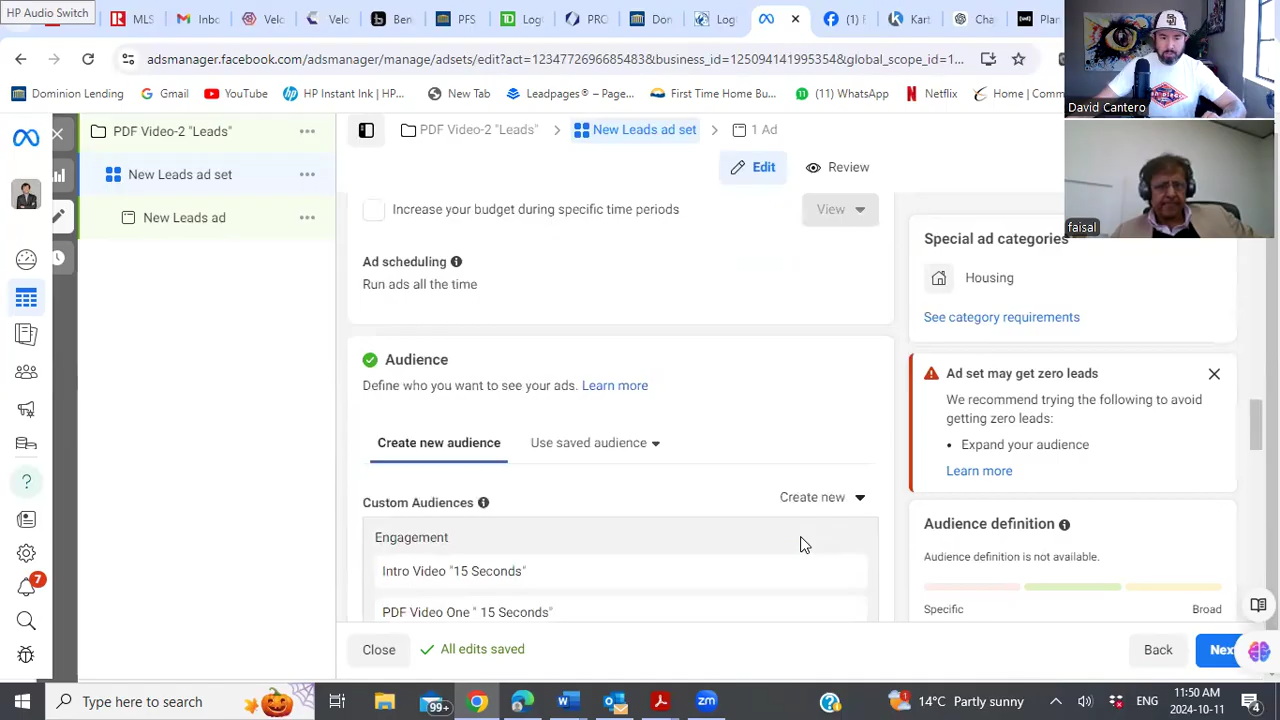 HP Audio Switch
MLS
Inbo
Velo
Velo
Ber
PFS
Logi
PRO
Don
Log
(1) F
Kart
Cha
Plar
adsmanager.facebook.com/adsmanager/manage/adsets/edit?act=1234772696685483&business_id=125094141995354&global_scope_id=1...
Dominion Lending
Gmail
YouTube
HP Instant Ink | HP...
New Tab
Leadpages® – Profe...
First Time Home Bu...
(11) WhatsApp
Netflix
Home | Comm
David Cantero
faisal
PDF Video-2 "Leads"
New Leads ad set
New Leads ad
PDF Video-2 "Leads"
New Leads ad set
1 Ad
Edit
Review
Increase your budget during specific time periods
View
Ad scheduling
Run ads all the time
Audience
Define who you want to see your ads. Learn more
Create new audience
Use saved audience
Custom Audiences
Create new
Engagement
Intro Video "15 Seconds"
PDF Video One " 15 Seconds"
Special ad categories
Housing
See category requirements
Ad set may get zero leads
We recommend trying the following to avoid
getting zero leads:
• Expand your audience
Learn more
Audience definition
Audience definition is not available.
Specific
Broad
Close
All edits saved
Back
Nex
7
Type here to search
99+
14°C Partly sunny
ENG
11:50 AM
2024-10-11
4